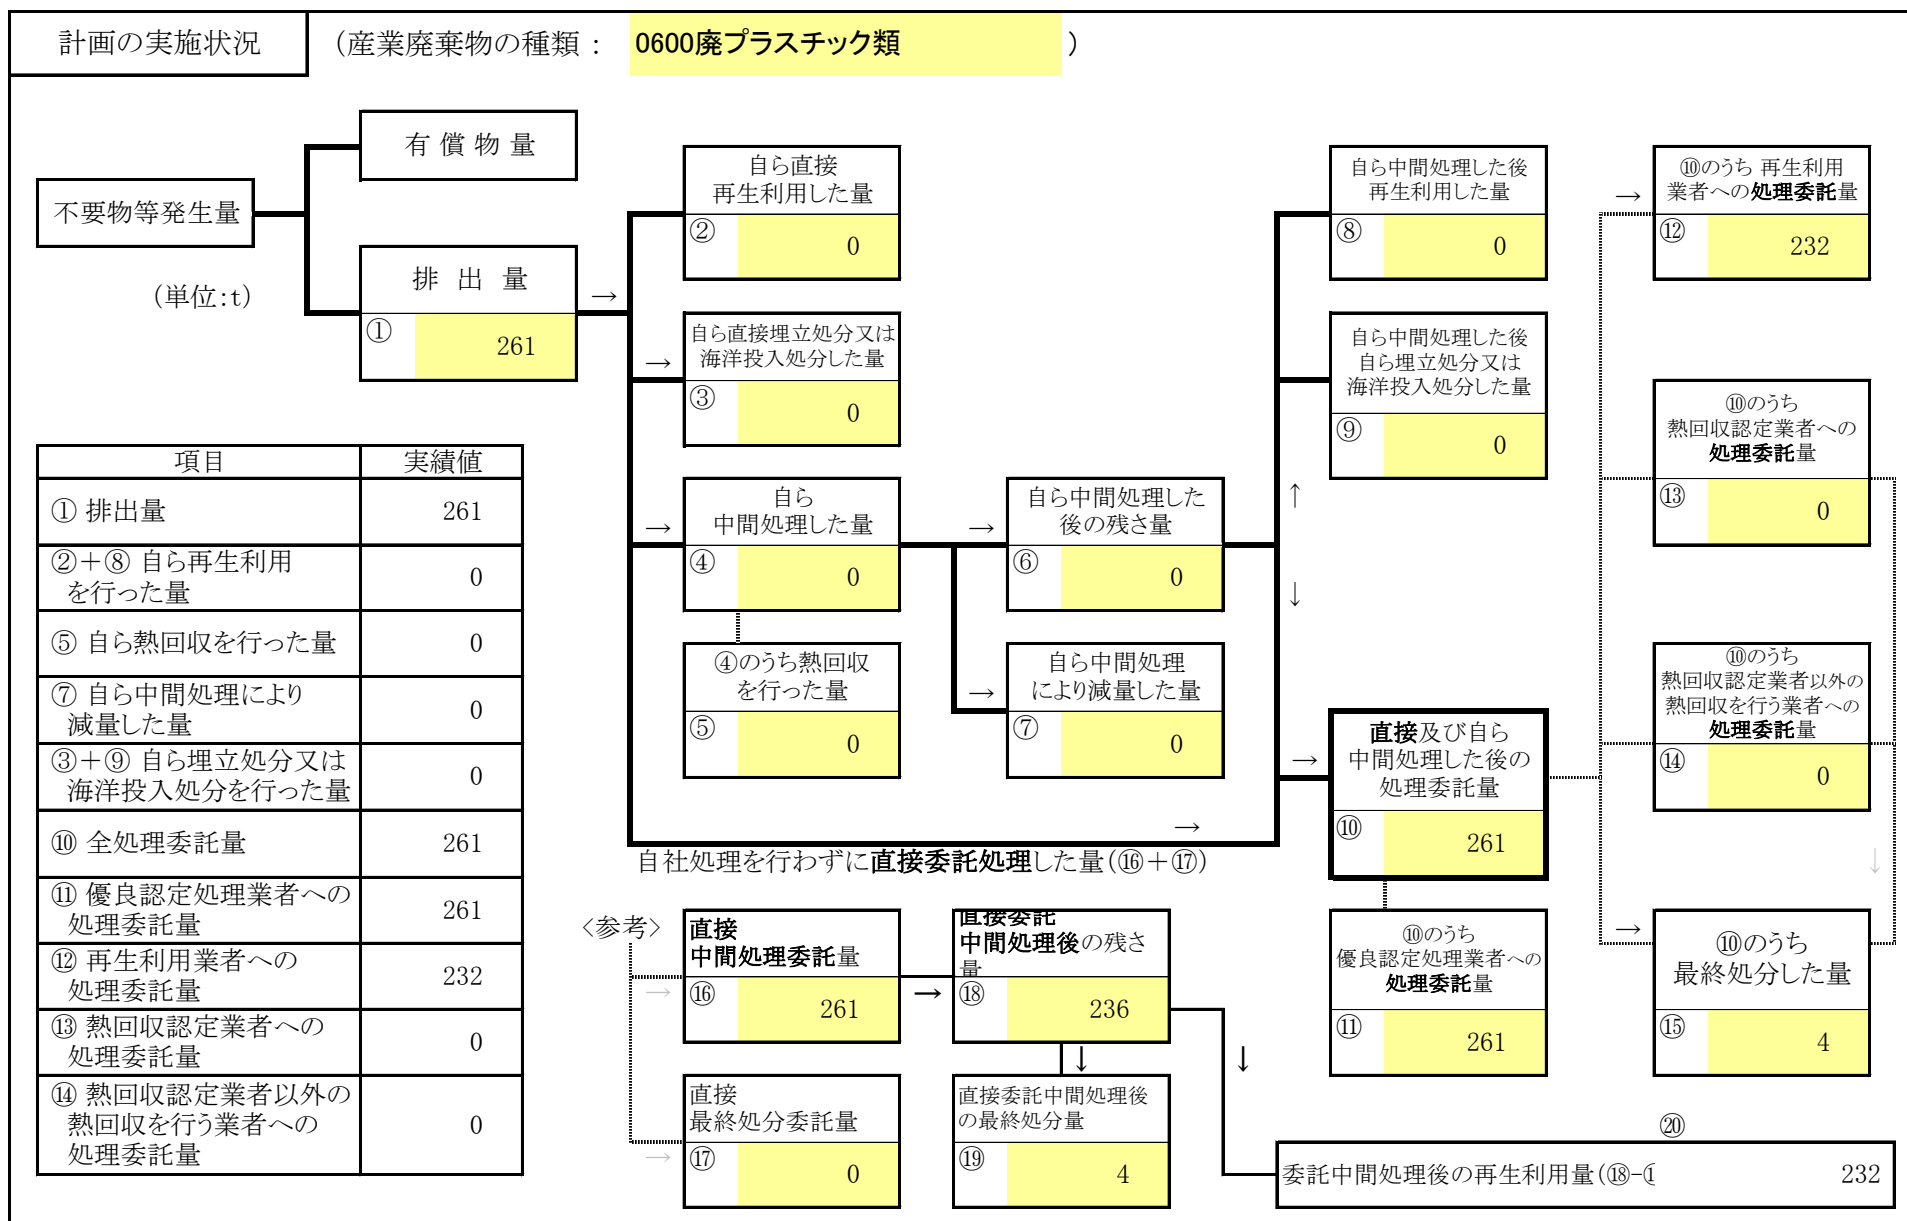 計画の実施状況
（産業廃棄物の種類： 0600廃プラスチック類 ）
有償物量
不要物等発生量
(単位:t)
排出量
①
261
→
自ら直接
再生利用した量
②
0
→
自ら直接埋立処分又は
海洋投入処分した量
③
0
→
自ら
中間処理した量
④
0
④のうち熱回収
を行った量
⑤
0
→
自ら中間処理した
後の残さ量
⑥
0
→
自ら中間処理
により減量した量
⑦
0
↑
↓
自ら中間処理した後
再生利用した量
⑧
0
自ら中間処理した後
自ら埋立処分又は
海洋投入処分した量
⑨
0
→
直接及び自ら
中間処理した後の
処理委託量
⑩
261
→
自社処理を行わずに直接委託処理した量(⑯＋⑰)
⑩のうち
優良認定処理業者への
処理委託量
⑪
261
→
⑩のうち 再生利用
業者への処理委託量
⑫
232
⑩のうち
熱回収認定業者への
処理委託量
⑬
0
⑩のうち
熱回収認定業者以外の
熱回収を行う業者への
処理委託量
⑭
0
↓
→
⑩のうち
最終処分した量
⑮
4
項目 実績値
① 排出量 261
②＋⑧ 自ら再生利用
を行った量 0
⑤ 自ら熱回収を行った量 0
⑦ 自ら中間処理により
減量した量 0
③＋⑨ 自ら埋立処分又は
海洋投入処分を行った量 0
⑩ 全処理委託量 261
⑪ 優良認定処理業者への
処理委託量 261
⑫ 再生利用業者への
処理委託量 232
⑬ 熱回収認定業者への
処理委託量 0
⑭ 熱回収認定業者以外の
熱回収を行う業者への
処理委託量 0
〈参考〉
→
直接
中間処理委託量
⑯
261
→
直接委託
中間処理後の残さ
量
⑱
236
↓
↓
→
直接
最終処分委託量
⑰
0
直接委託中間処理後
の最終処分量
⑲
4
⑳
委託中間処理後の再生利用量(⑱-
232